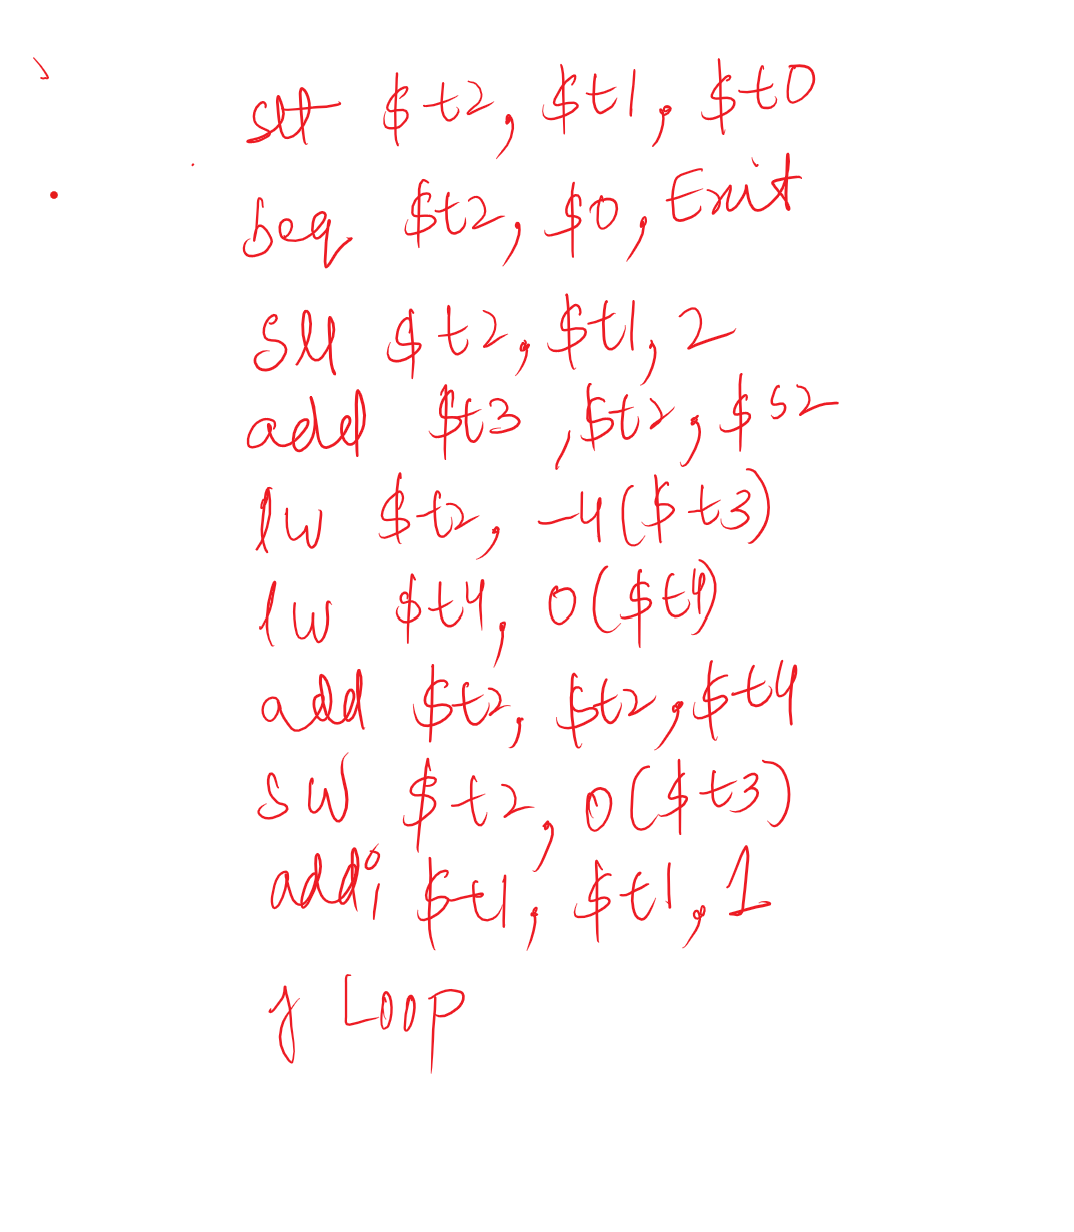 slt $t2, $t1, $t0
beq $t2, $0, Exit
sll $t2, $t1, 2
add $t3, $t2, $s2
lw $t2, -4($t3)
lw $t4, 0($t4)
add $t2, $t2, $t4
sw $t2, 0($t3)
addi $t1, $t1, 1
j Loop